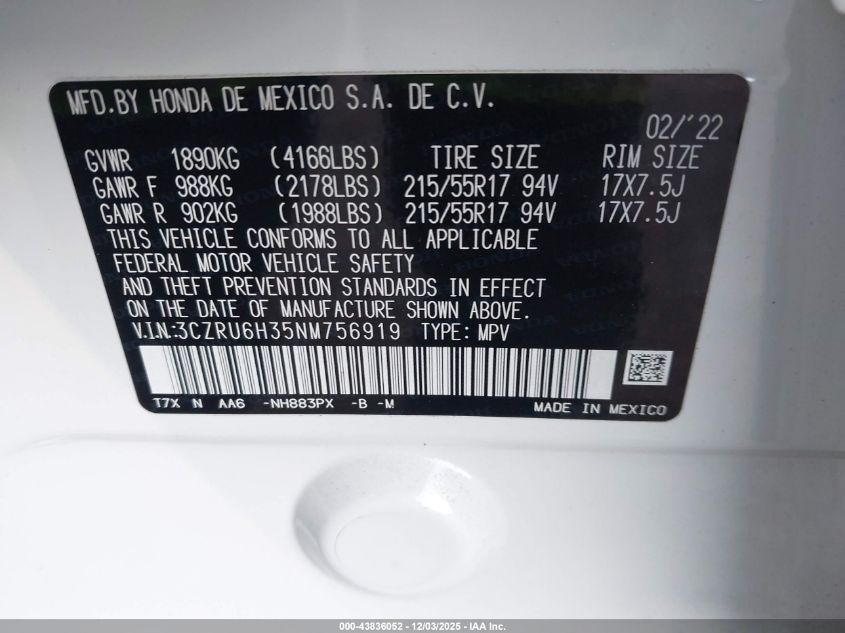 MFD.BY HONDA DE MEXICO S.A. DE C.V.
02/'22
GVWR 1890KG (4166LBS) TIRE SIZE RIM SIZE
GAWR F 988KG (2178LBS) 215/55R17 94V 17X7.5J
GAWR R 902KG (1988LBS) 215/55R17 94V 17X7.5J
THIS VEHICLE CONFORMS TO ALL APPLICABLE
FEDERAL MOTOR VEHICLE SAFETY
AND THEFT PREVENTION STANDARDS IN EFFECT
ON THE DATE OF MANUFACTURE SHOWN ABOVE.
V.I.N.:3CZRU6H35NM756919 TYPE: MPV
T7X N AA6 -NH883PX -B -M
MADE IN MEXICO
000-43836052 - 12/03/2025 - IAA Inc.